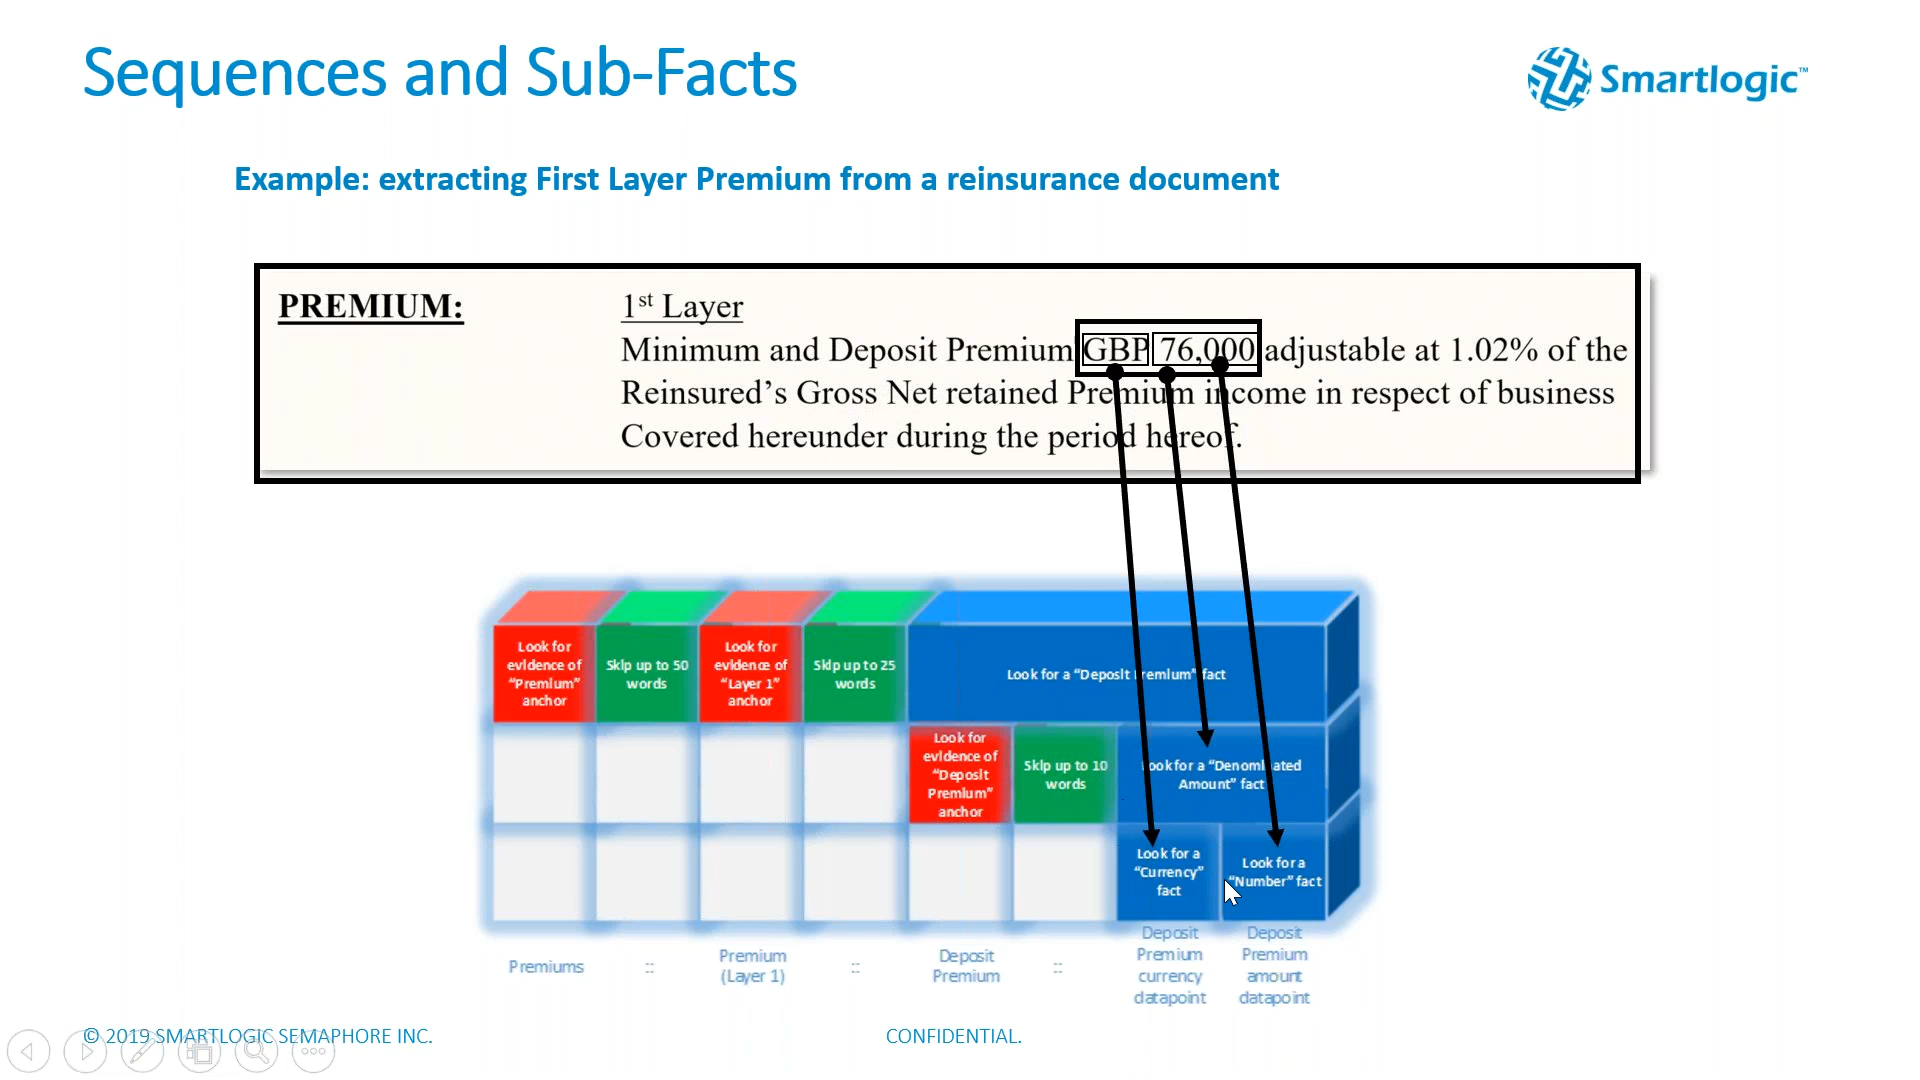 Sequences and Sub-Facts
Smartlogic™
Example: extracting First Layer Premium from a reinsurance document
PREMIUM:
1st Layer
Minimum and Deposit Premium GBP 76,000 adjustable at 1.02% of the
Reinsured’s Gross Net retained Premium income in respect of business
Covered hereunder during the period hereof.
Look for
evidence of
“Premium”
anchor
Skip up to 50
words
Look for
evidence of
“Layer 1”
anchor
Skip up to 25
words
Look for a “Deposit Premium” fact
Look for
evidence of
“Deposit
Premium”
anchor
Skip up to 10
words
Look for a “Denominated
Amount” fact
Look for a
“Currency”
fact
Look for a
“Number” fact
Premiums
::
Premium
(Layer 1)
::
Deposit
Premium
::
Deposit
Premium
currency
datapoint
Deposit
Premium
amount
datapoint
© 2019 SMARTLOGIC SEMAPHORE INC.
CONFIDENTIAL.